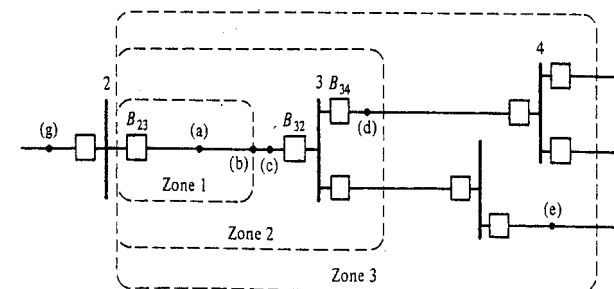 2
3
4
B23
B32
B34
(g)
(a)
(b)
(c)
(d)
(e)
Zone 1
Zone 2
Zone 3